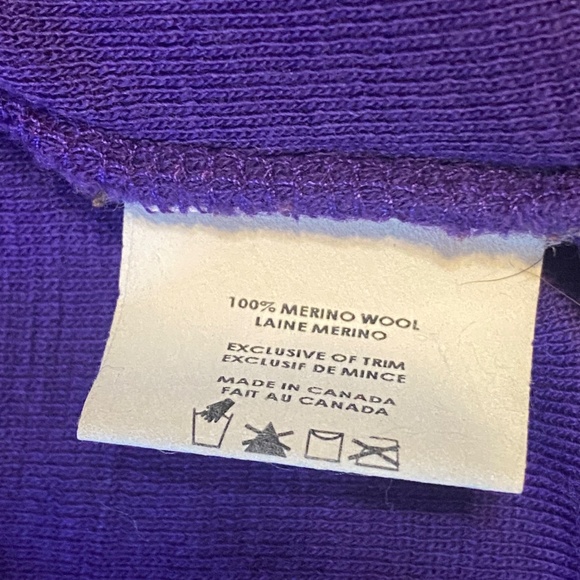 100% MERINO WOOL
LAINE MERINO
EXCLUSIVE OF TRIM
EXCLUSIF DE MINCE
MADE IN CANADA
FAIT AU CANADA